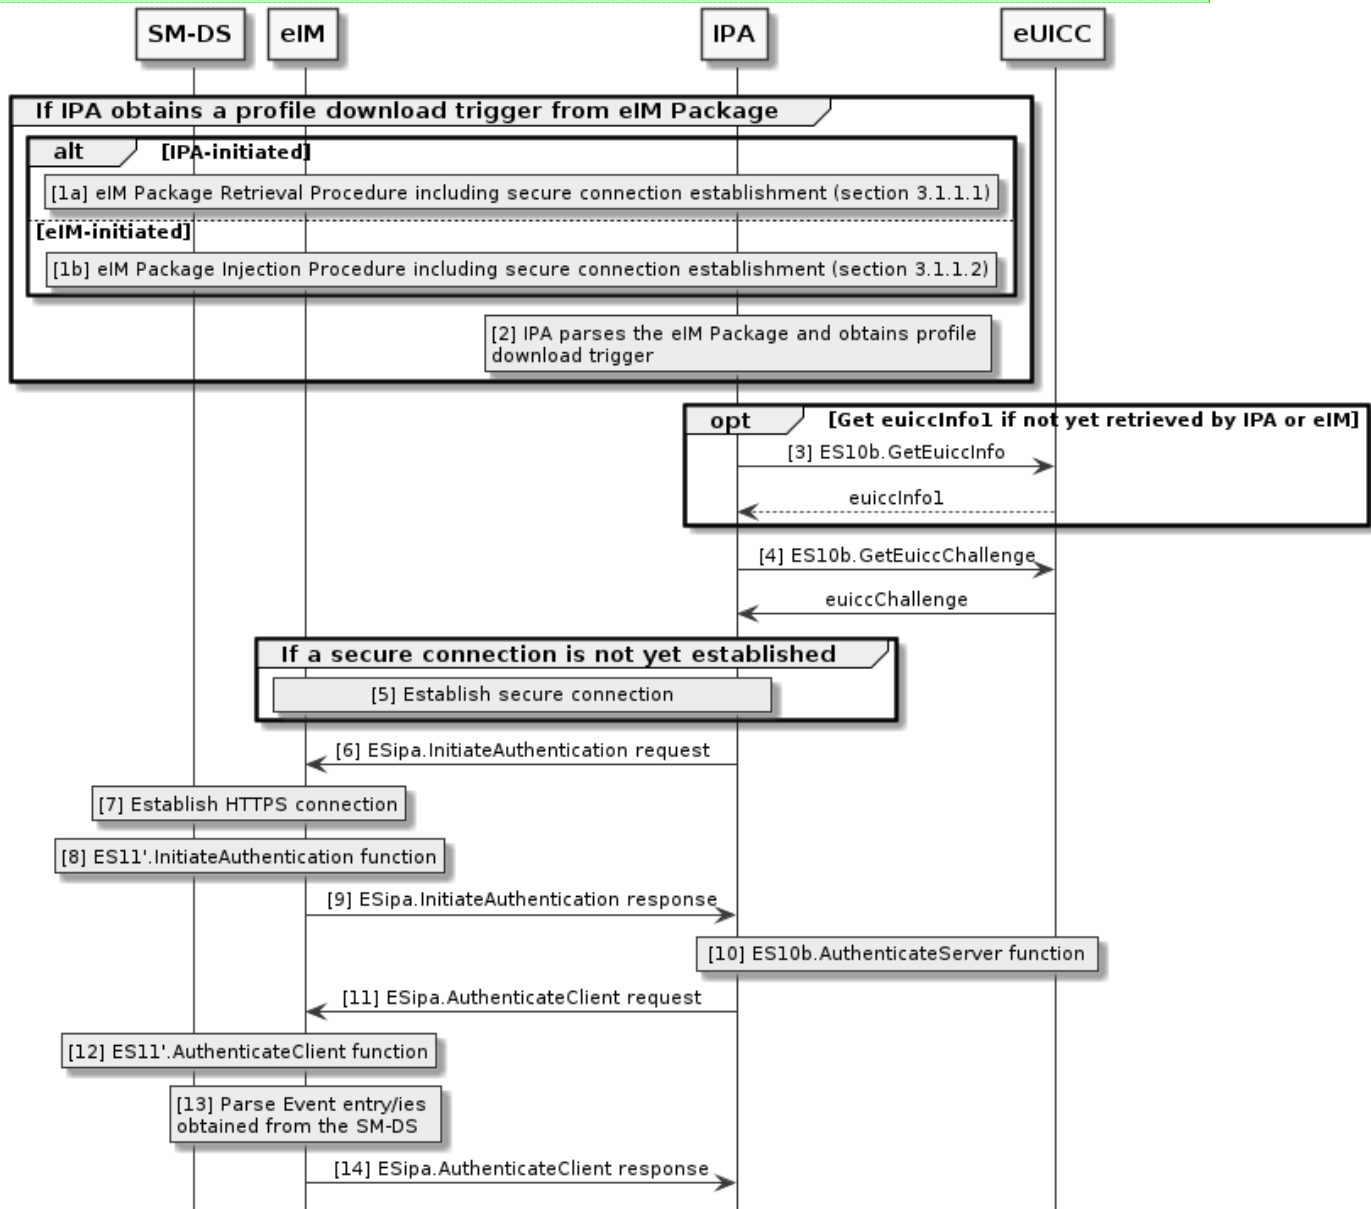 SM-DS eIM IPA eUICC
If IPA obtains a profile download trigger from eIM Package
alt [IPA-initiated]
[1a] eIM Package Retrieval Procedure including secure connection establishment (section 3.1.1.1)
[eIM-initiated]
[1b] eIM Package Injection Procedure including secure connection establishment (section 3.1.1.2)
[2] IPA parses the eIM Package and obtains profile
download trigger
opt [Get euiccInfo1 if not yet retrieved by IPA or eIM]
[3] ES10b.GetEuiccInfo
euiccInfo1
[4] ES10b.GetEuiccChallenge
euiccChallenge
If a secure connection is not yet established
[5] Establish secure connection
[6] ESipa.InitiateAuthentication request
[7] Establish HTTPS connection
[8] ES11'.InitiateAuthentication function
[9] ESipa.InitiateAuthentication response
[10] ES10b.AuthenticateServer function
[11] ESipa.AuthenticateClient request
[12] ES11'.AuthenticateClient function
[13] Parse Event entry/ies
obtained from the SM-DS
[14] ESipa.AuthenticateClient response